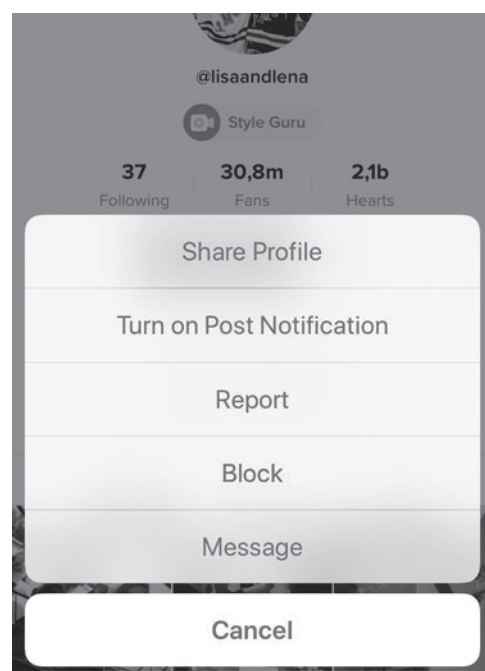 @lisaandlena
Style Guru
37 30,8m 2,1b
Following Fans Hearts
Share Profile
Turn on Post Notification
Report
Block
Message
Cancel